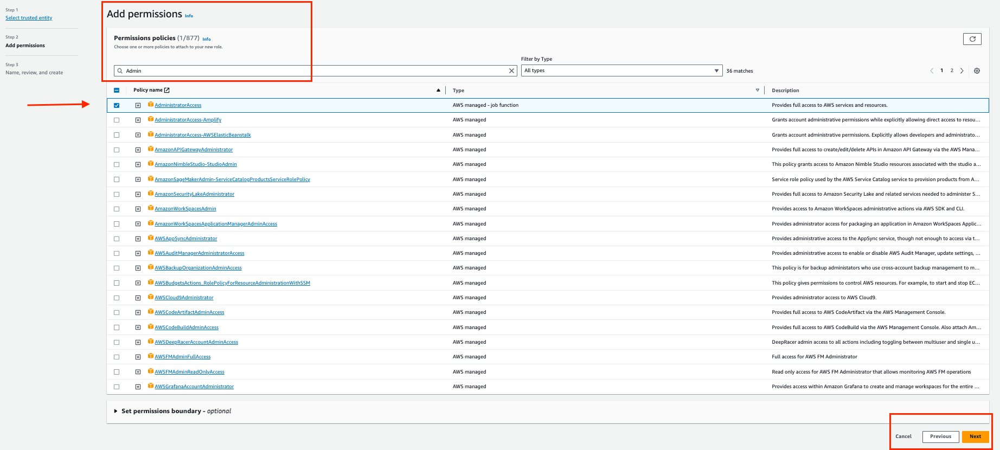 Step 1
Select trusted entity
Step 2
Add permissions
Step 3
Name, review, and create
Add permissions Info
Permissions policies (1/877) Info
Choose one or more policies to attach to your new role.
Filter by Type
Admin All types 36 matches 1 2
Policy name Type Description
AdministratorAccess AWS managed - job function Provides full access to AWS services and resources.
AdministratorAccess-Amplify AWS managed Grants account administrative permissions while explicitly allowing direct access to resou...
AdministratorAccess-AWSElasticBeanstalk AWS managed Grants account administrative permissions. Explicitly allows developers and administrato...
AmazonAPIGatewayAdministrator AWS managed Provides full access to create/edit/delete APIs in Amazon API Gateway via the AWS Mana...
AmazonNimbleStudio-StudioAdmin AWS managed This policy grants access to Amazon Nimble Studio resources associated with the studio a...
AmazonSageMakerAdmin-ServiceCatalogProductsServiceRolePolicy AWS managed Service role policy used by the AWS Service Catalog service to provision products from A...
AmazonSecurityLakeAdministrator AWS managed Provides full access to Amazon Security Lake and related services needed to administer S...
AmazonWorkSpacesAdmin AWS managed Provides access to Amazon WorkSpaces administrative actions via AWS SDK and CLI.
AmazonWorkSpacesApplicationManagerAdminAccess AWS managed Provides administrator access for packaging an application in Amazon WorkSpaces Applic...
AWSAppSyncAdministrator AWS managed Provides administrative access to the AppSync service, though not enough to access via t...
AWSAuditManagerAdministratorAccess AWS managed Provides administrative access to enable or disable AWS Audit Manager, update settings, ...
AWSBackupOrganizationAdminAccess AWS managed This policy is for backup administators who use cross-account backup management to m...
AWSBudgetsActions_RolePolicyForResourceAdministrationWithSSM AWS managed This policy gives permissions to control AWS resources. For example, to start and stop EC...
AWSCloud9Administrator AWS managed Provides administrator access to AWS Cloud9.
AWSCodeArtifactAdminAccess AWS managed Provides full access to AWS CodeArtifact via the AWS Management Console.
AWSCodeBuildAdminAccess AWS managed Provides full access to AWS CodeBuild via the AWS Management Console. Also attach Am...
AWSDeepRacerAccountAdminAccess AWS managed DeepRacer admin access to all actions including toggling between multiuser and single u...
AWSFMAdminFullAccess AWS managed Full access for AWS FM Administrator
AWSFMAdminReadOnlyAccess AWS managed Read only access for AWS FM Administrator that allows monitoring AWS FM operations
AWSGrafanaAccountAdministrator AWS managed Provides access within Amazon Grafana to create and manage workspaces for the entire ...
Set permissions boundary - optional
Cancel Previous Next